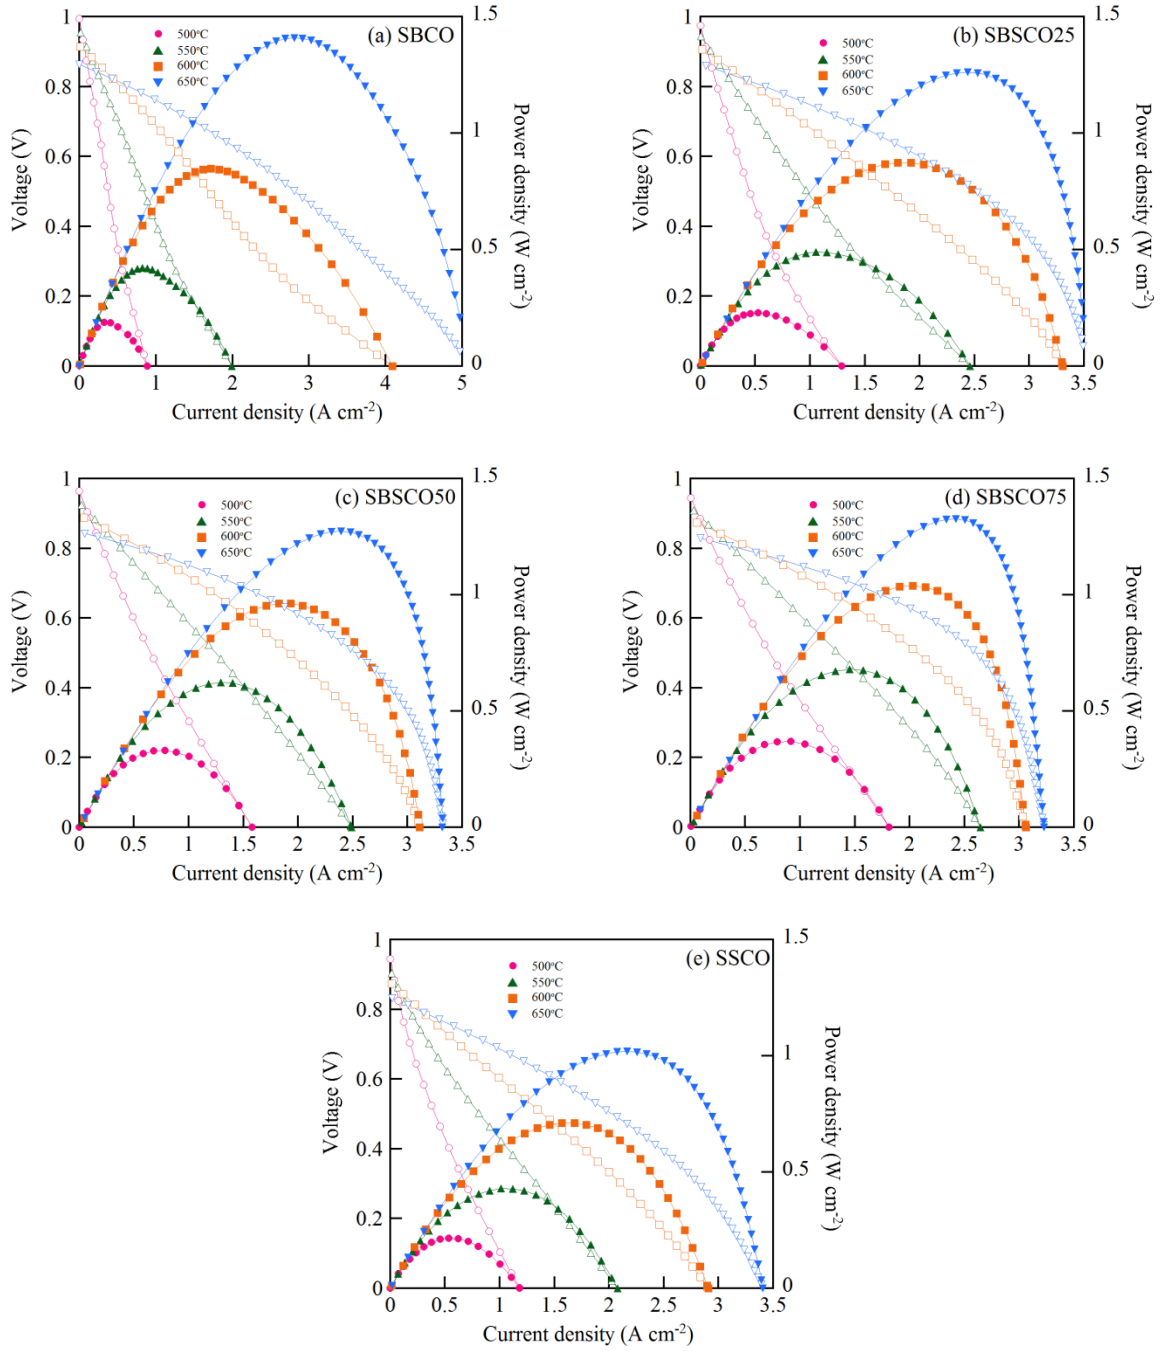 (a) SBCO
500°C
550°C
600°C
650°C
1
0.8
0.6
0.4
0.2
0
Voltage (V)
0 1 2 3 4 5
Current density (A cm⁻²)
1.5
1
0.5
0
Power density (W cm⁻²)
(b) SBSCO25
500°C
550°C
600°C
650°C
1
0.8
0.6
0.4
0.2
0
Voltage (V)
0 0.5 1 1.5 2 2.5 3 3.5
Current density (A cm⁻²)
1.5
1
0.5
0
Power density (W cm⁻²)
(c) SBSCO50
500°C
550°C
600°C
650°C
1
0.8
0.6
0.4
0.2
0
Voltage (V)
0 0.5 1 1.5 2 2.5 3 3.5
Current density (A cm⁻²)
1.5
1
0.5
0
Power density (W cm⁻²)
(d) SBSCO75
500°C
550°C
600°C
650°C
1
0.8
0.6
0.4
0.2
0
Voltage (V)
0 0.5 1 1.5 2 2.5 3 3.5
Current density (A cm⁻²)
1.5
1
0.5
0
Power density (W cm⁻²)
(e) SSCO
500°C
550°C
600°C
650°C
1
0.8
0.6
0.4
0.2
0
Voltage (V)
0 0.5 1 1.5 2 2.5 3 3.5
Current density (A cm⁻²)
1.5
1
0.5
0
Power density (W cm⁻²)